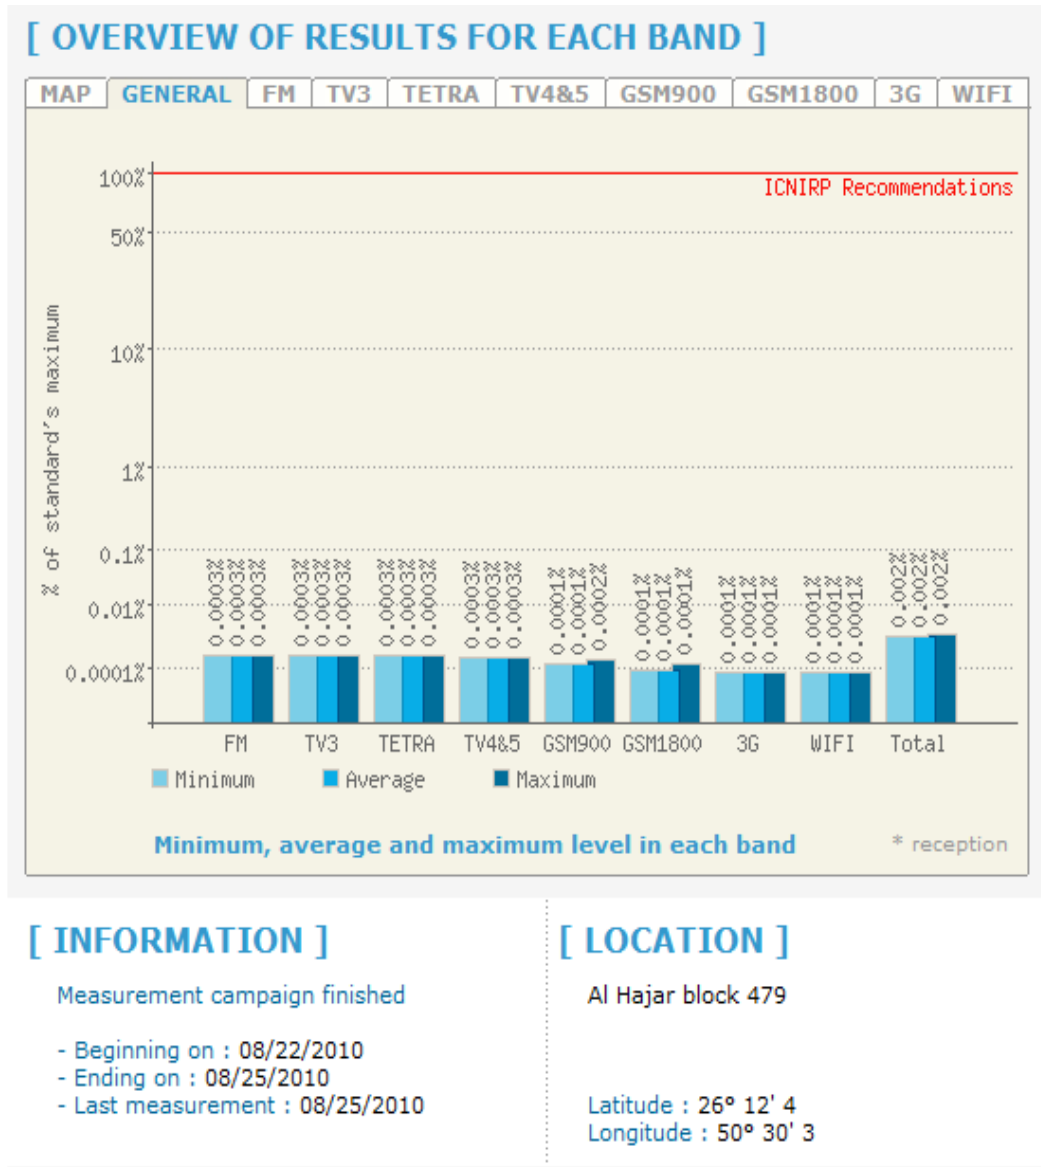 [ OVERVIEW OF RESULTS FOR EACH BAND ]
MAP GENERAL FM TV3 TETRA TV4&5 GSM900 GSM1800 3G WIFI
100%
ICNIRP Recommendations
50%
10%
1%
0.1%
0.01%
0.0001%
% of standard's maximum
0.0003% 0.0003% 0.0003% 0.0003% 0.0003% 0.0003% 0.0003% 0.0003% 0.0003% 0.0003% 0.0003% 0.0003% 0.0001% 0.0001% 0.0002% 0.0001% 0.0001% 0.0001% 0.0001% 0.0001% 0.0001% 0.0001% 0.0001% 0.0001% 0.002% 0.002% 0.002%
FM TV3 TETRA TV4&5 GSM900 GSM1800 3G WIFI Total
Minimum Average Maximum
Minimum, average and maximum level in each band * reception
[ INFORMATION ]
Measurement campaign finished
- Beginning on : 08/22/2010
- Ending on : 08/25/2010
- Last measurement : 08/25/2010
[ LOCATION ]
Al Hajar block 479
Latitude : 26° 12' 4
Longitude : 50° 30' 3